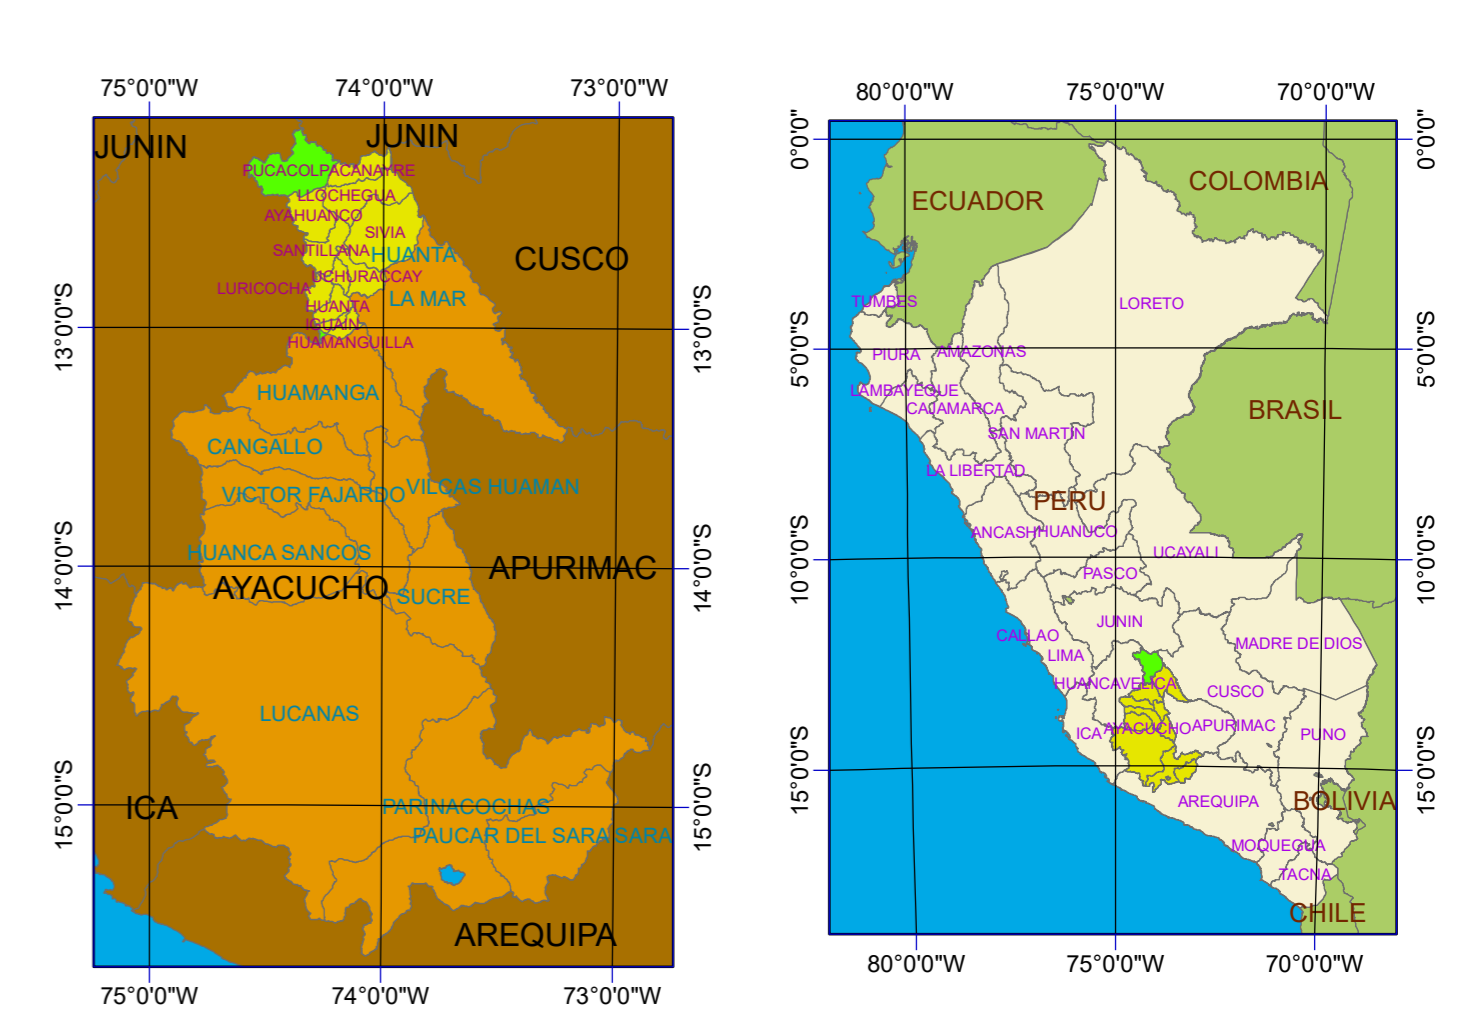 75°0'0"W 74°0'0"W 73°0'0"W
JUNIN
JUNIN
PUCACOLPACANAYRE
LLOCHEGUA
AYAHUANCO
SIVIA
SANTILLANA
HUANTA
CUSCO
UCHURACCAY
LURICOCHA
LA MAR
HUANTA
IGUAIN
HUAMANGUILLA
13°0'0"S
13°0'0"S
HUAMANGA
CANGALLO
VICTOR FAJARDO
VILCAS HUAMAN
HUANCA SANCOS
14°0'0"S
14°0'0"S
AYACUCHO
APURIMAC
SUCRE
LUCANAS
ICA
PARINACOCHAS
15°0'0"S
15°0'0"S
PAUCAR DEL SARA SARA
AREQUIPA
75°0'0"W 74°0'0"W 73°0'0"W
80°0'0"W 75°0'0"W 70°0'0"W
0°0'0"
0°0'0"
COLOMBIA
ECUADOR
TUMBES
LORETO
5°0'0"S
5°0'0"S
PIURA
AMAZONAS
LAMBAYEQUE
CAJAMARCA
BRASIL
SAN MARTIN
LA LIBERTAD
PERU
ANCASH
HUANUCO
UCAYALI
10°0'0"S
10°0'0"S
PASCO
JUNIN
CALLAO
LIMA
MADRE DE DIOS
HUANCAVELICA
CUSCO
ICA
AYACUCHO
APURIMAC
PUNO
15°0'0"S
15°0'0"S
AREQUIPA
BOLIVIA
MOQUEGUA
TACNA
CHILE
80°0'0"W 75°0'0"W 70°0'0"W